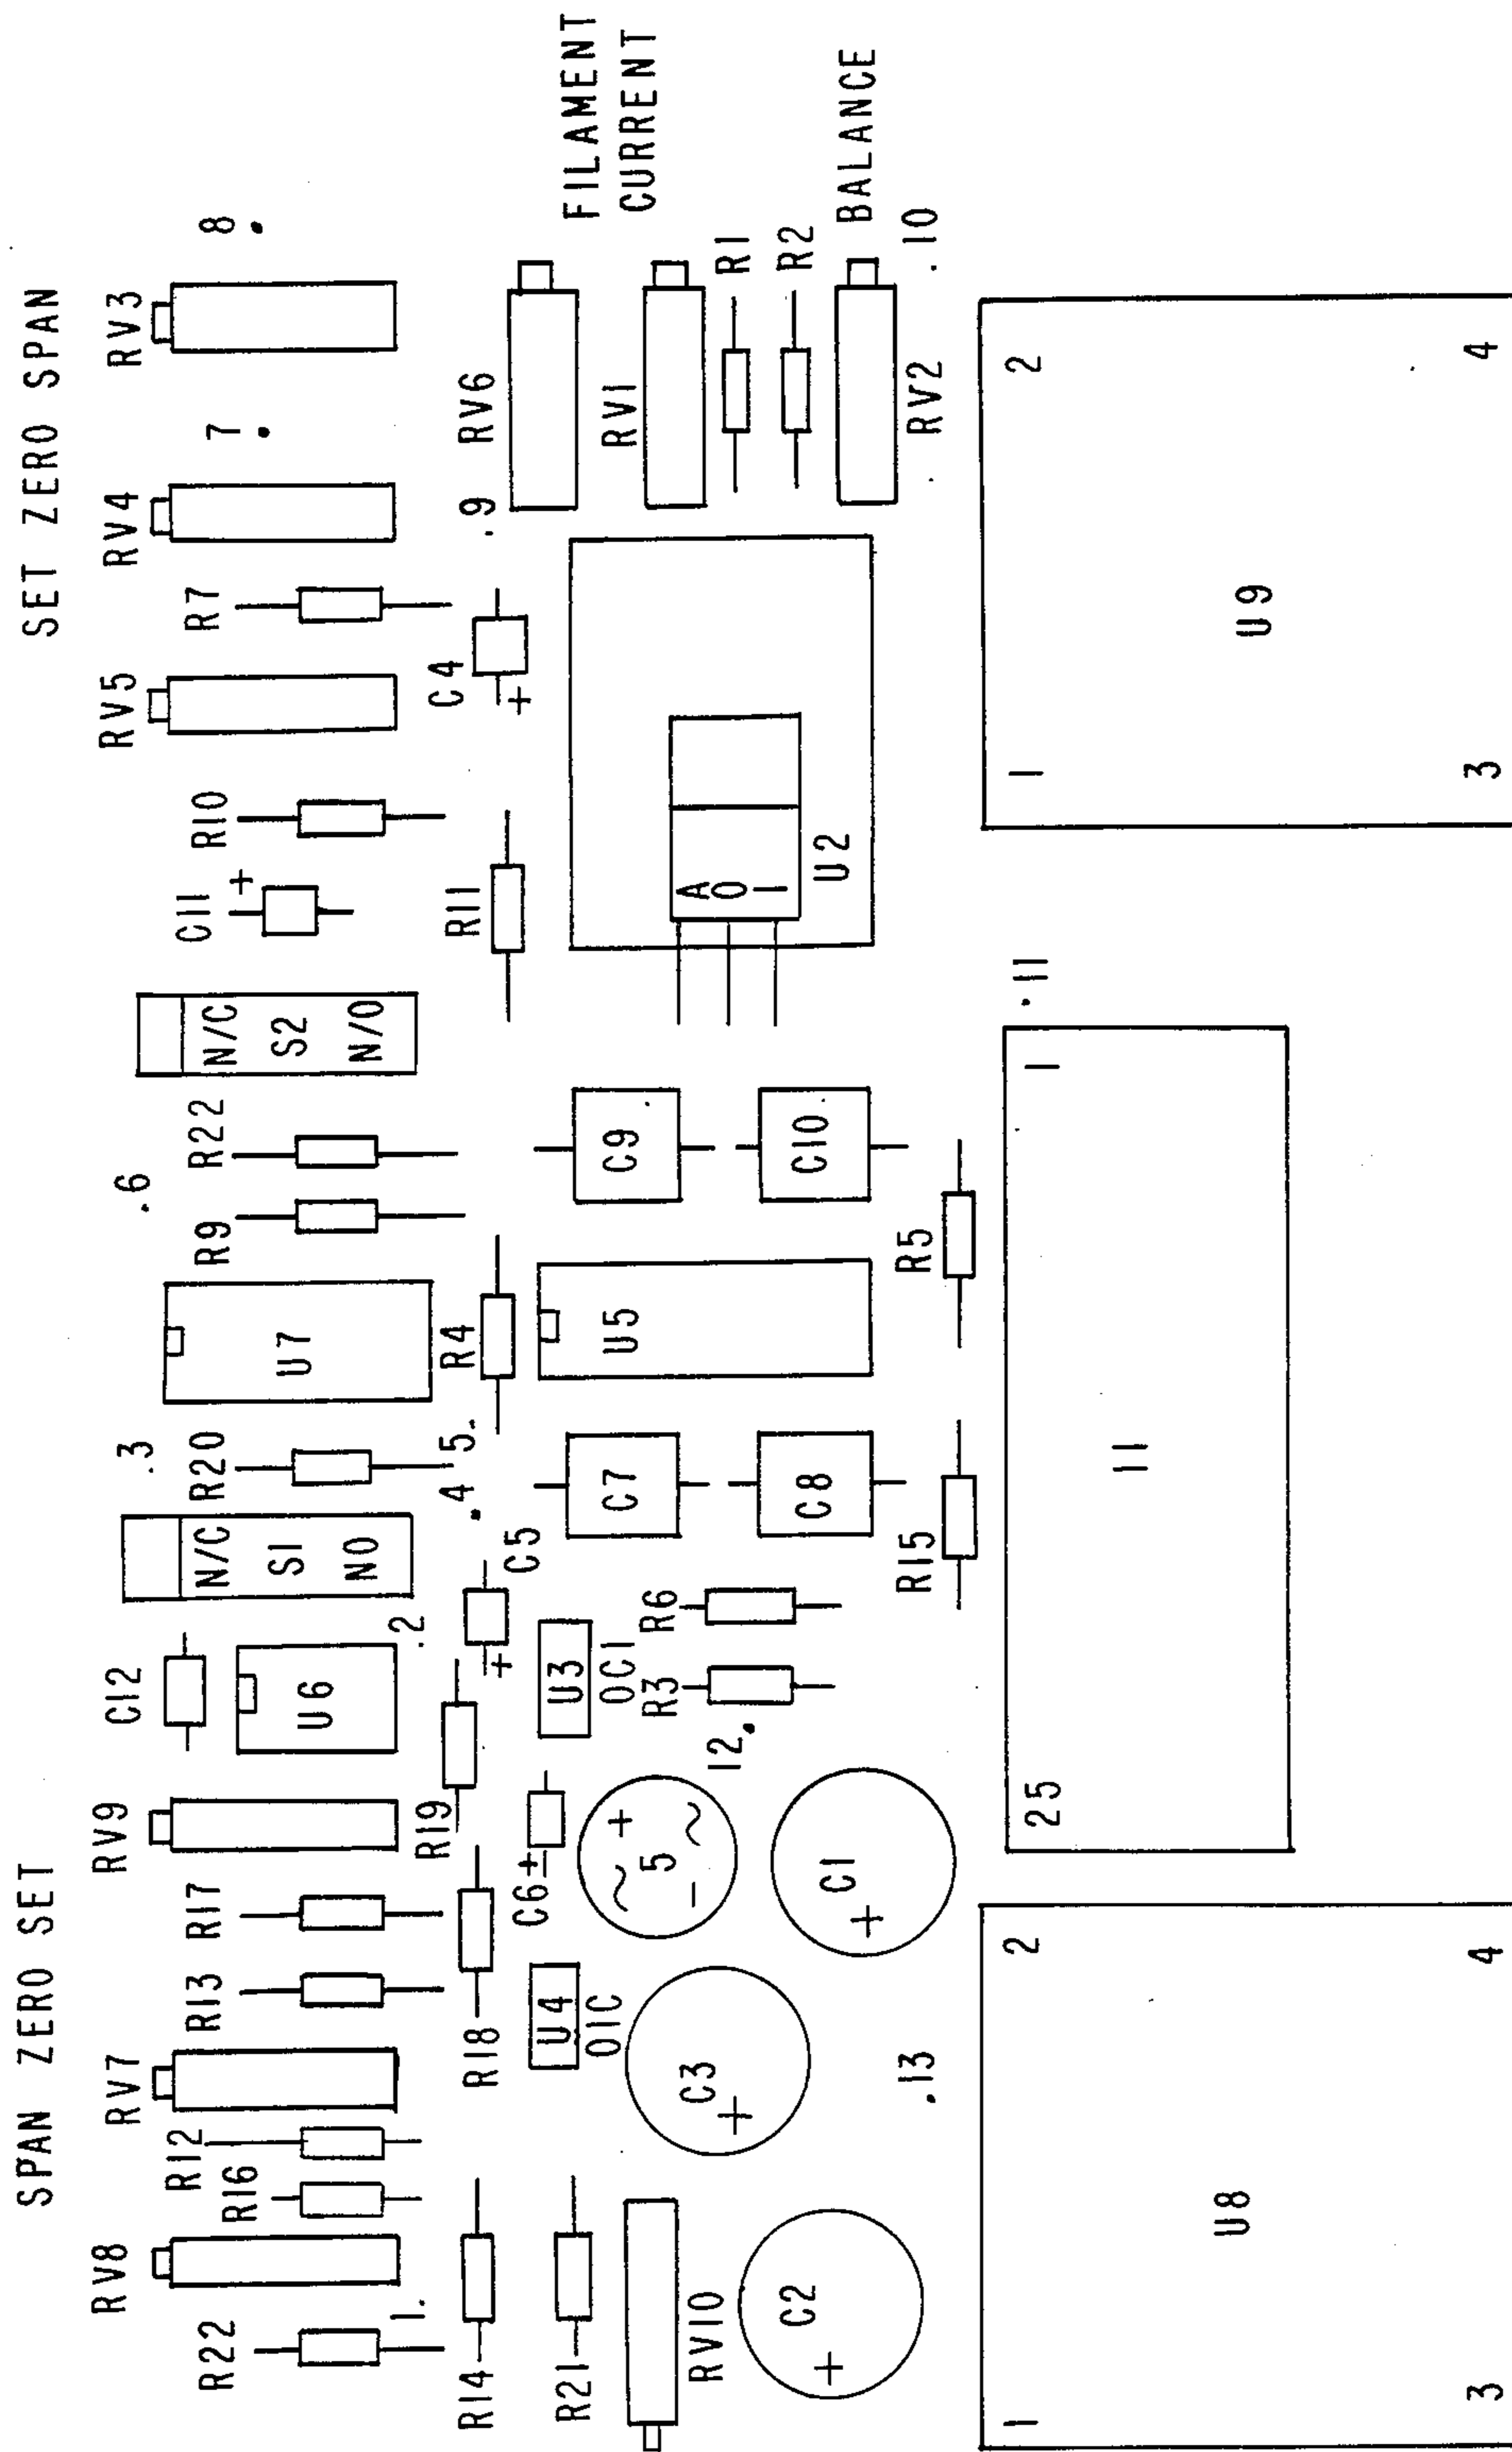 SPAN ZERO SET
SET ZERO SPAN
RV8
RV7
RV9
C12
.3
.6
RV5
RV4
RV3
R22
R16
R12
R13
R17
U6
N/C
S1
NO
R20
U7
R9
R22
N/C
S2
N/O
C11
+
R10
R7
7
.
8
.
1.
R14
R18
R19
.2
+
C5
.4
5.
R4
R11
C4
+
.9
RV6
FILAMENT
CURRENT
R21
U4
OIC
C6
+
U3
OCI
C7
U5
C9
A
O
I
U2
RV1
R1
R2
RV10
C3
+
~
+
5
-
~
12.
R3
R6
C8
C10
RV2
BALANCE
C2
+
C1
+
R15
R5
.10
.13
.11
1
2
U8
3
4
25
1
11
1
2
U9
3
4